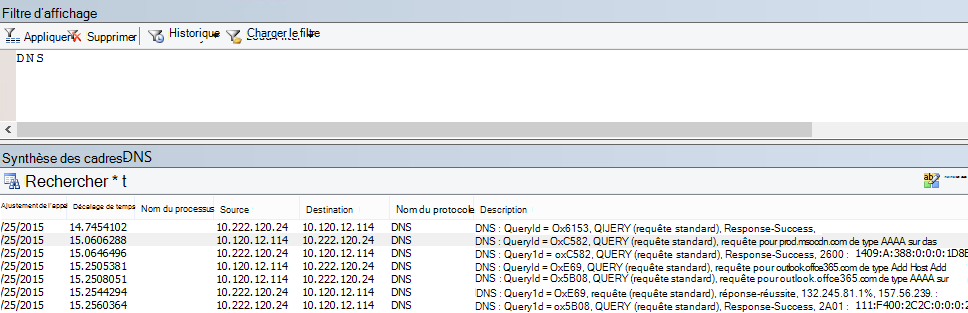 Filtre d'affichage
Appliquer Supprimer Historique Charger le filtre
DNS
Synthèse des cadres DNS
Rechercher * t
Ajustement de l'appel Décalage de temps Nom du processus Source Destination Nom du protocole Description
/25/2015 14.7454102 10.222.120.24 10.120.12.114 DNS DNS : QueryId = Ox6153, QUERY (requête standard), Response-Success,
/25/2015 15.0606288 10.120.12.114 10.222.120.24 DNS DNS : QueryId = OxC582, QUERY (requête standard), requête pour prod.msocdn.com de type AAAA sur das
/25/2015 15.0646496 10.222.120.24 10.120.12.114 DNS DNS : Query1d = oxC582, QUERY (requête standard), Response-Success, 2600 : 1409:A:388:0:0:0:1D8E
/25/2015 15.2505381 10.120.12.114 10.222.120.24 DNS DNS : QueryId = OxE69, QUERY (requête standard), requête pour outlook.offce365.com de type Add Host Add
/25/2015 15.2508051 10.120.12.114 10.222.120.24 DNS DNS : QueryId = Ox5B08, QUERY (requête standard), requête pour outlook.offce365.com de type AAAA sur
/25/2015 15.2544294 10.222.120.24 10.120.12.114 DNS DNS : Query1d = OxE69, requête (requête standard), réponse-réussite, 132.245.81.1%, 157.56.239. :
/25/2015 15.2560364 10.222.120.24 10.120.12.114 DNS DNS : Query1d = ox5B08, QUERY (requête standard), Response-Success, 2A01 : 111:F400:2C2C:0:0:0:2